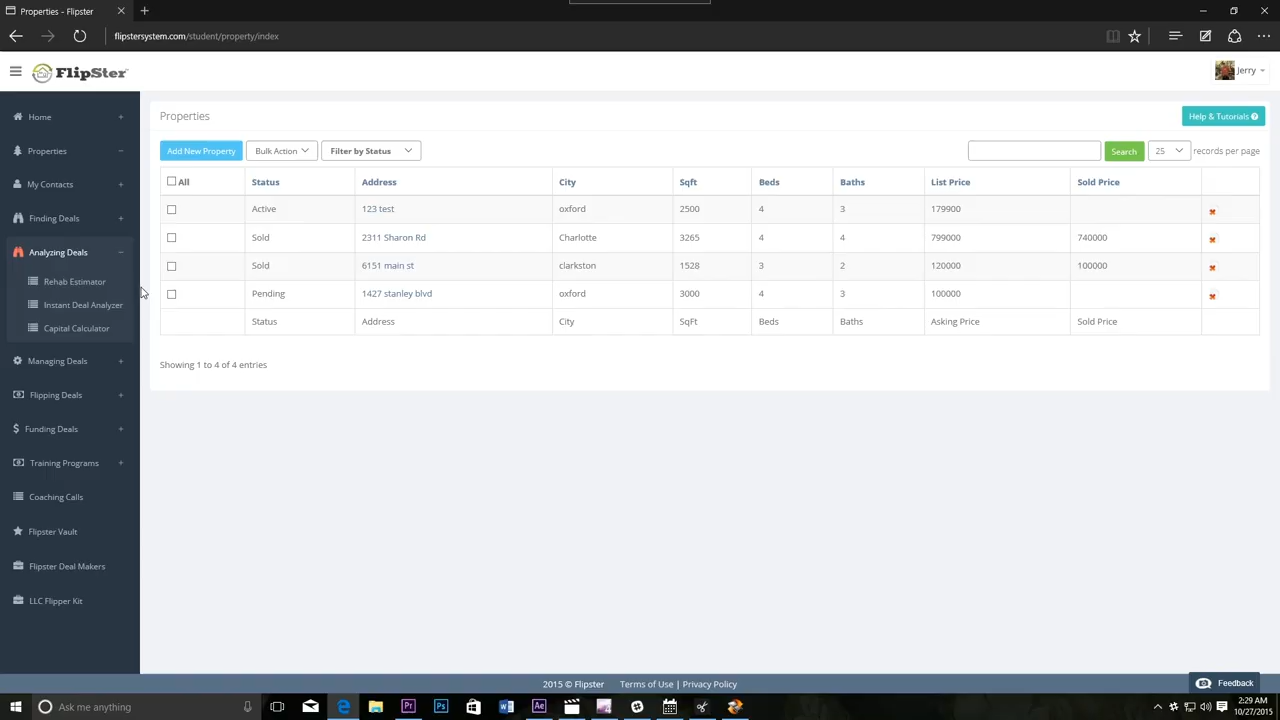 Properties – Flipster
flipstersystem.com/student/property/index
FlipSter
Jerry
Home +
Properties −
My Contacts +
Finding Deals +
Analyzing Deals −
Rehab Estimator
Instant Deal Analyzer
Capital Calculator
Managing Deals +
Flipping Deals +
Funding Deals +
Training Programs +
Coaching Calls
Flipster Vault
Flipster Deal Makers
LLC Flipper Kit
Properties
Help & Tutorials
Add New Property Bulk Action Filter by Status Search 25 records per page
All Status Address City Sqft Beds Baths List Price Sold Price
Active 123 test oxford 2500 4 3 179900
Sold 2311 Sharon Rd Charlotte 3265 4 4 799000 740000
Sold 6151 main st clarkston 1528 3 2 120000 100000
Pending 1427 stanley blvd oxford 3000 4 3 100000
Status Address City SqFt Beds Baths Asking Price Sold Price
Showing 1 to 4 of 4 entries
2015 © Flipster Terms of Use | Privacy Policy
Feedback
Ask me anything
2:29 AM
10/27/2015